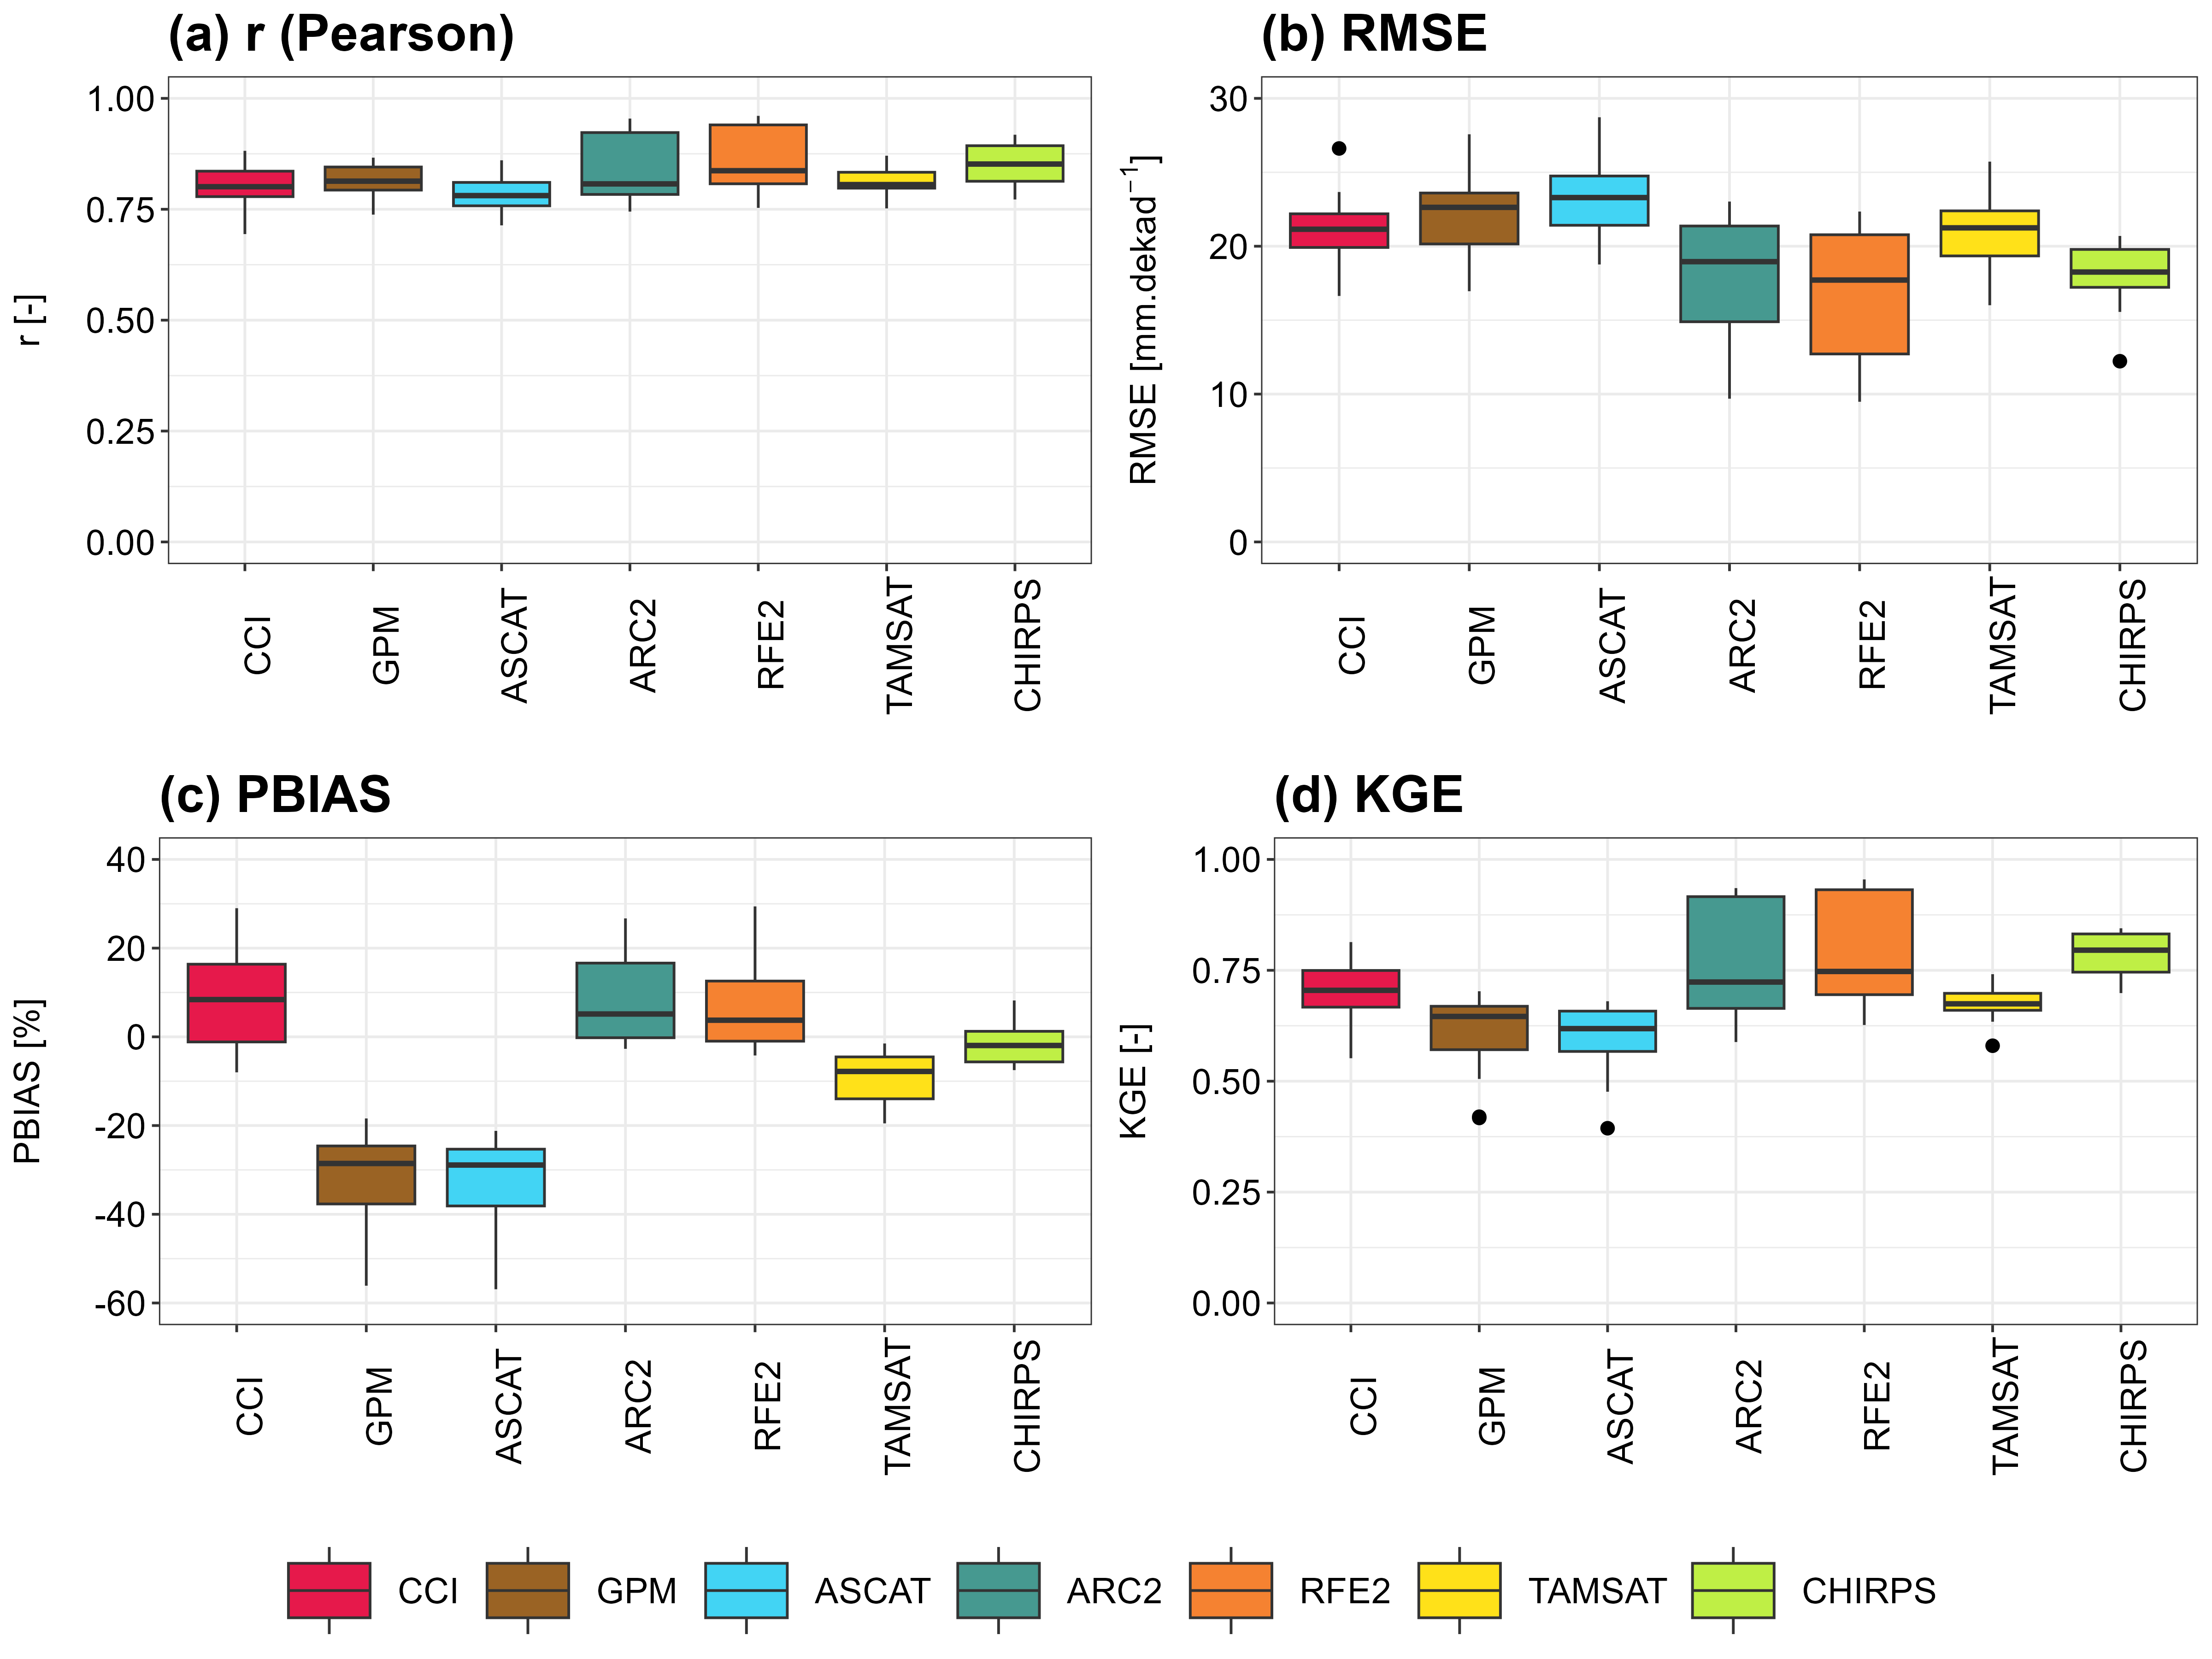 (a) r (Pearson)
r [-]
1.00
0.75
0.50
0.25
0.00
CCI
GPM
ASCAT
ARC2
RFE2
TAMSAT
CHIRPS
(b) RMSE
RMSE [mm.dekad⁻¹]
30
20
10
0
CCI
GPM
ASCAT
ARC2
RFE2
TAMSAT
CHIRPS
(c) PBIAS
PBIAS [%]
40
20
0
-20
-40
-60
CCI
GPM
ASCAT
ARC2
RFE2
TAMSAT
CHIRPS
(d) KGE
KGE [-]
1.00
0.75
0.50
0.25
0.00
CCI
GPM
ASCAT
ARC2
RFE2
TAMSAT
CHIRPS
CCI GPM ASCAT ARC2 RFE2 TAMSAT CHIRPS